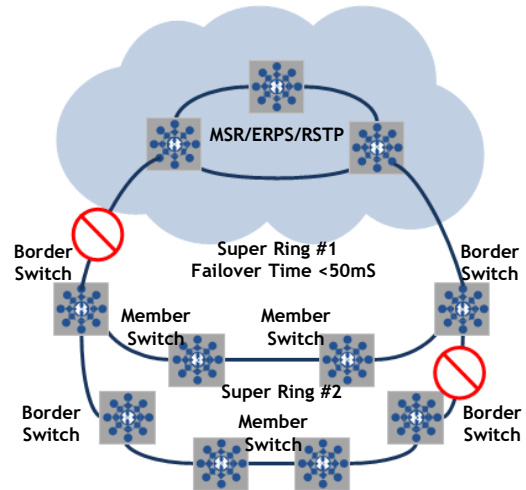 MSR/ERPS/RSTP
Super Ring #1
Failover Time <50mS
Border
Switch
Border
Switch
Member
Switch
Member
Switch
Super Ring #2
Border
Switch
Member
Switch
Border
Switch